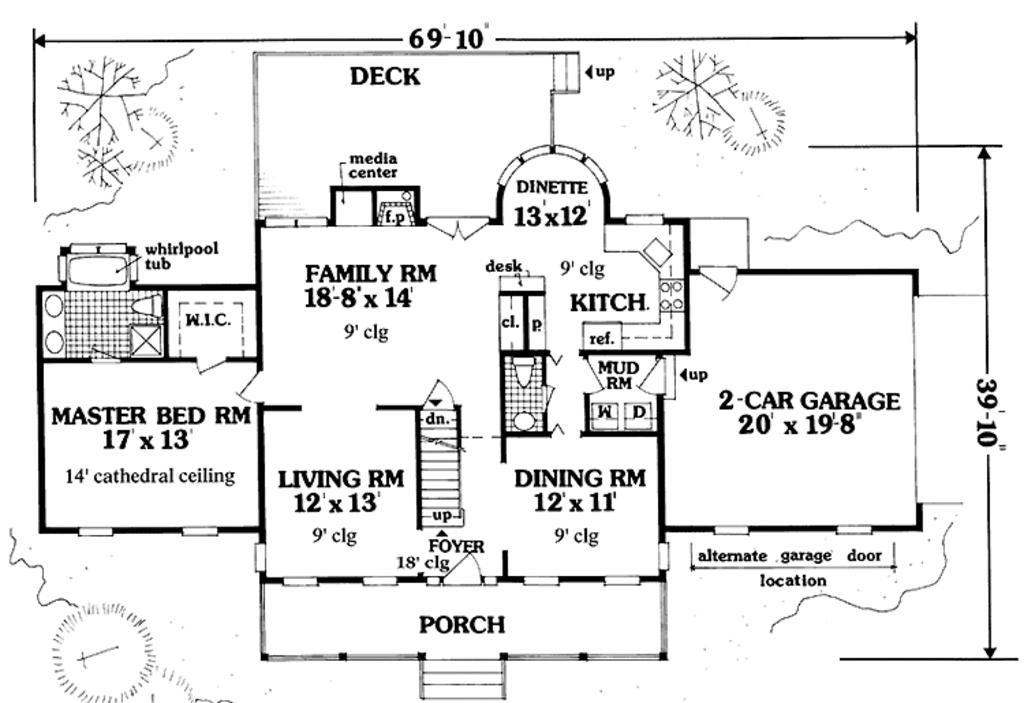 69'-10"
DECK
up
media
center
f.p
DINETTE
13' x 12'
whirlpool
tub
FAMILY RM
18'-8" x 14'
9' clg
desk
9' clg
KITCH.
cl.
p.
ref.
W.I.C.
MASTER BED RM
17' x 13'
14' cathedral ceiling
MUD
RM
W D
up
2-CAR GARAGE
20' x 19'-8"
39'-10"
dn.
LIVING RM
12' x 13'
9' clg
up
DINING RM
12' x 11'
9' clg
FOYER
18' clg
alternate garage door
location
PORCH